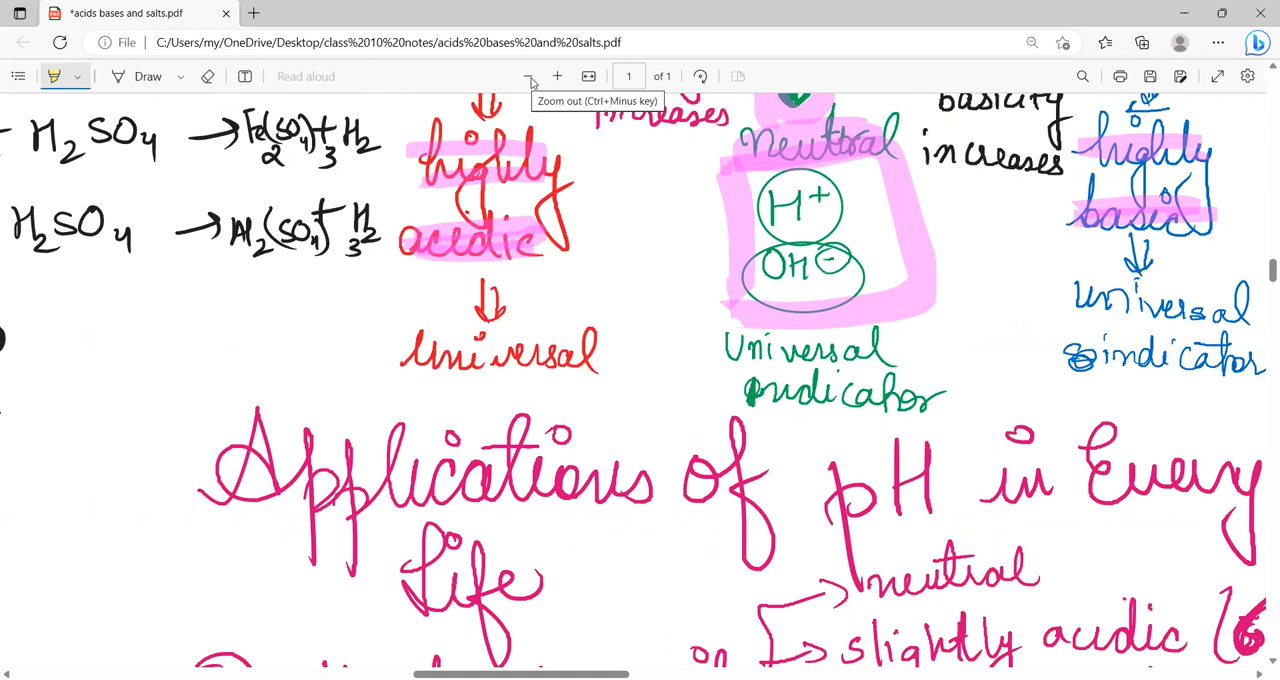 *acids bases and salts.pdf
File C:/Users/my/OneDrive/Desktop/class%2010%20notes/acids%20bases%20and%20salts.pdf
Draw
Read aloud
1 of 1
Zoom out (Ctrl+Minus key)
H2SO4 → Fe2(SO4)3 + H2
H2SO4 → Al2(SO4)3 + H2
highly
acidic
universal
increases
neutral
H+
OH-
Universal
indicator
basicity
increases
highly
basic
universal
indicator
Applications of pH in Every
Life
neutral
slightly acidic (6